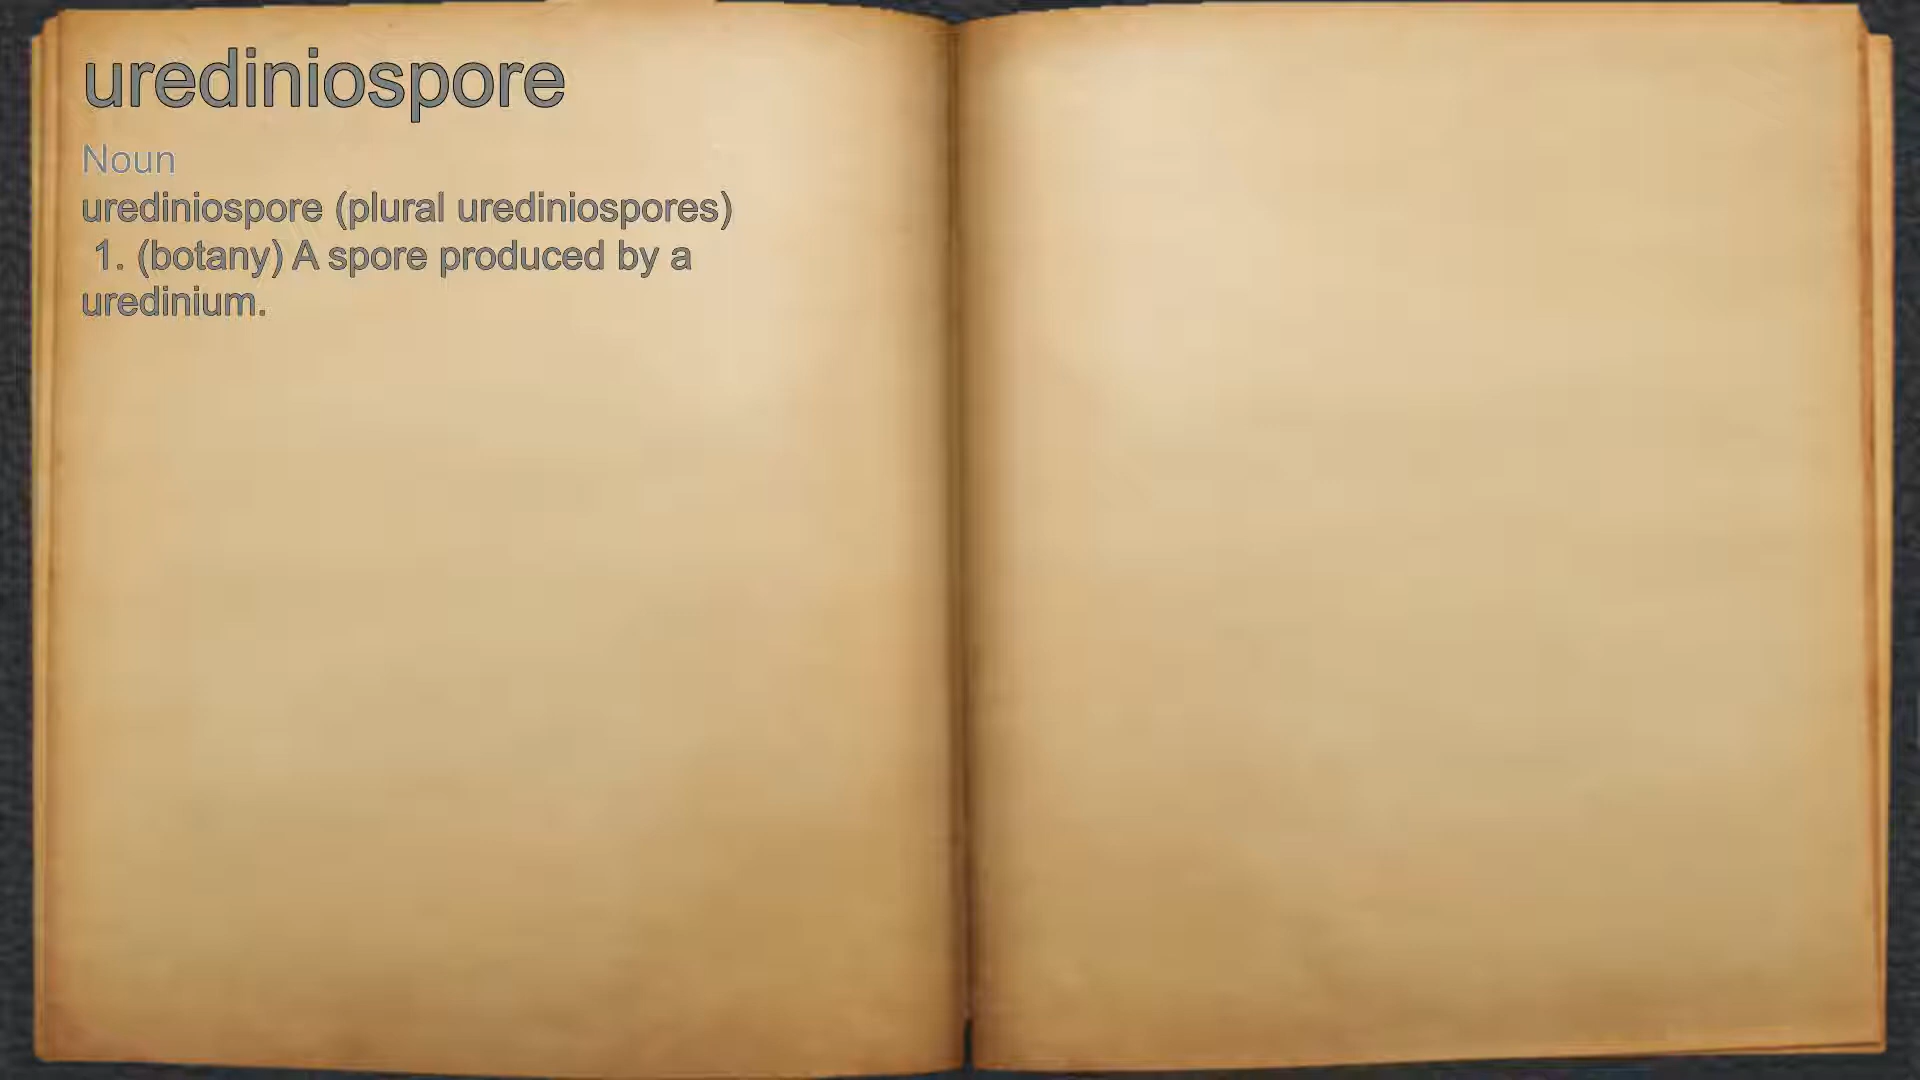 urediniospore
Noun
urediniospore (plural urediniospores)
1. (botany) A spore produced by a
uredinium.